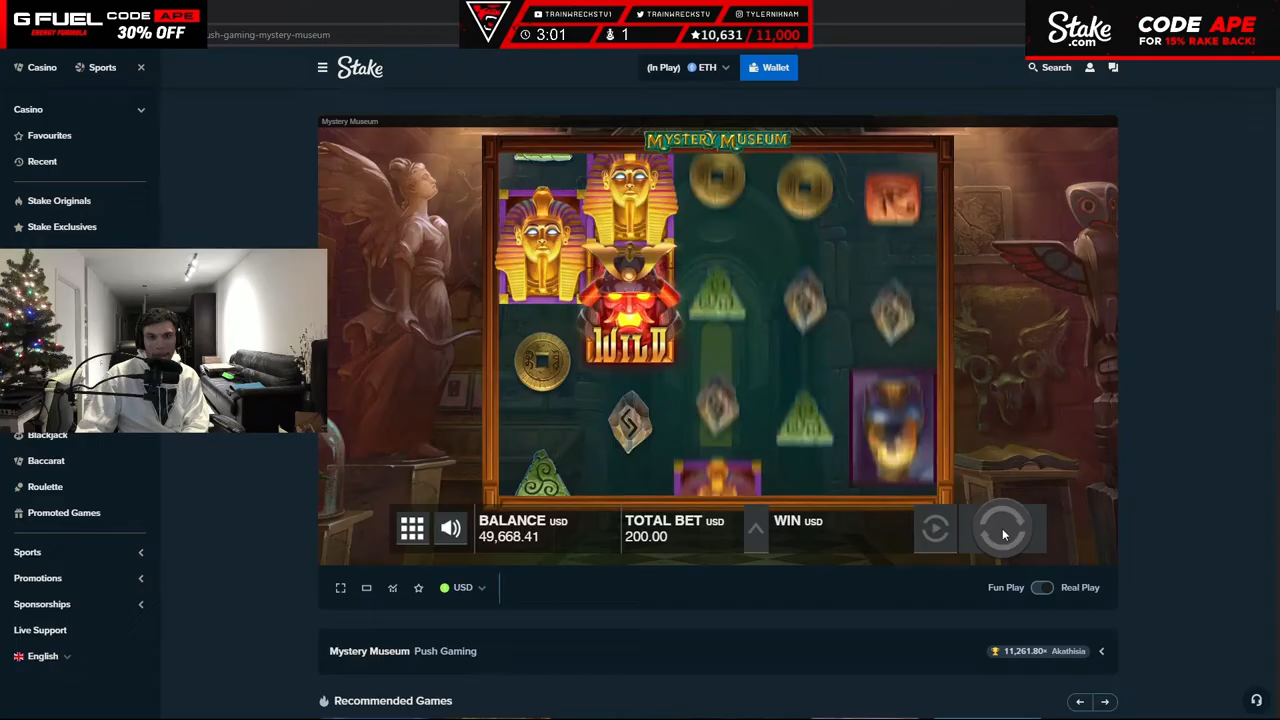 G FUEL
ENERGY FORMULA
CODE APE
30% OFF
ush-gaming-mystery-museum
TRAINWRECKSTV1
TRAINWRECKSTV
TYLERNIKNAM
3:01
1
10,631 / 11,000
Stake
.com
CODE APE
FOR 15% RAKE BACK!
Casino
Sports
Stake
(In Play)
ETH
Wallet
Search
Casino
Favourites
Recent
Stake Originals
Stake Exclusives
Blackjack
Baccarat
Roulette
Promoted Games
Sports
Promotions
Sponsorships
Live Support
English
Mystery Museum
MYSTERY MUSEUM
WILD
BALANCE USD
49,668.41
TOTAL BET USD
200.00
WIN USD
USD
Fun Play
Real Play
Mystery Museum
Push Gaming
11,261.80×
Akathisia
Recommended Games